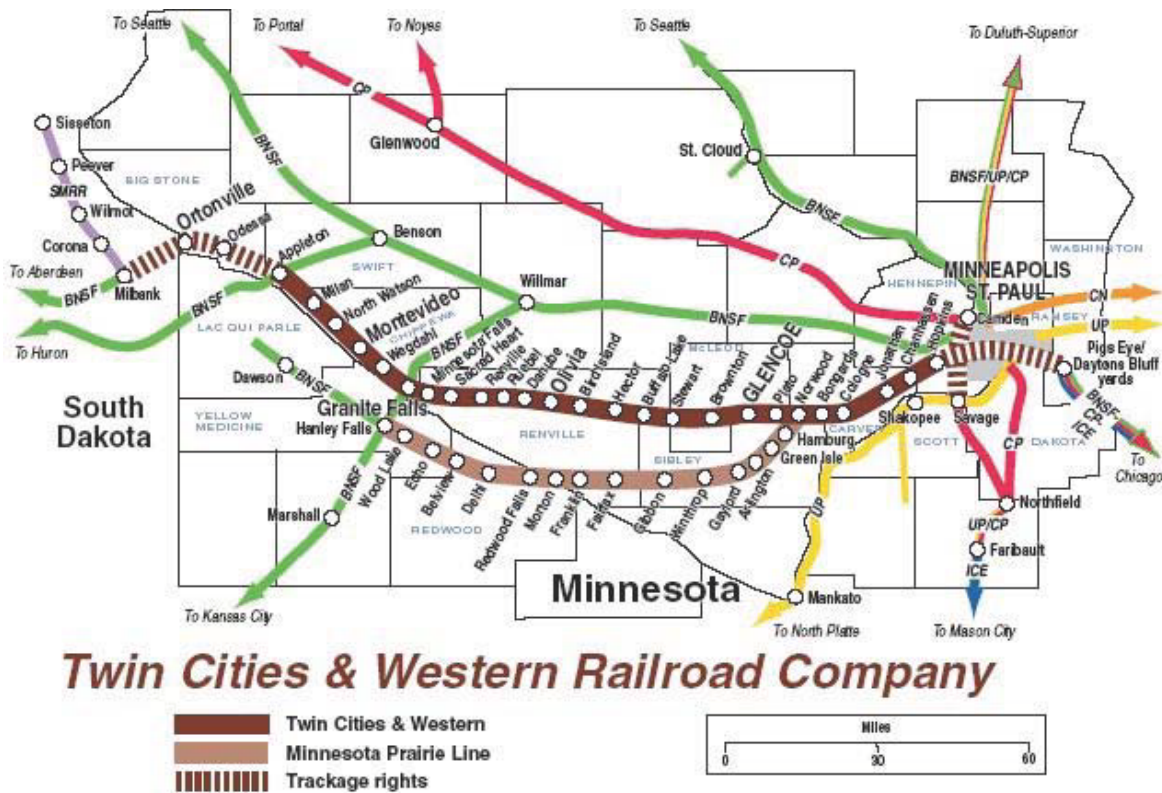 To Seattle
To Portal
To Noyes
To Seattle
To Duluth-Superior
CP
Sisseton
Glenwood
BNSF
St. Cloud
Peever
BIG STONE
SMRR
BNSF/UP/CP
Wilmot
Ortonville
Odessa
BNSF
Corona
Appleton
Benson
WASHINGTON
To Aberdeen
SWIFT
CP
HENNEPIN
MINNEAPOLIS
ST. PAUL
BNSF
Milbank
Milan
Willmar
CN
BNSF
North Watson
Camden
RAMSEY
LAC QUI PARLE
Montevideo
CHIPPEWA
BNSF
UP
To Huron
Wegdahl
BNSF
Minnesota Falls
Sacred Heart
Renville
Ruebel
Danube
Olivia
Bird Island
Hector
Buffalo Lake
Stewart
Brownton
McLEOD
GLENCOE
Plato
Norwood
Bongards
Cologne
Jonathan
Chanhassen
Hopkins
Pigs Eye/
Daytons Bluff
yards
Dawson
BNSF
Granite Falls
BNSF
CP
UP
ICE
South
Dakota
YELLOW
MEDICINE
Hanley Falls
RENVILLE
Hamburg
CARVER
Shakopee
Savage
SCOTT
CP
DAKOTA
Green Isle
SIBLEY
To
Chicago
BNSF
Wood Lake
Echo
Belview
Delhi
Redwood Falls
Morton
Franklin
Fairfax
Gibbon
Winthrop
Gaylord
Arlington
UP
Marshall
REDWOOD
Northfield
UP/CP
Faribault
ICE
Minnesota
Mankato
To Kansas City
To North Platte
To Mason City
Twin Cities & Western Railroad Company
Twin Cities & Western
Minnesota Prairie Line
Trackage rights
Miles
0 30 60